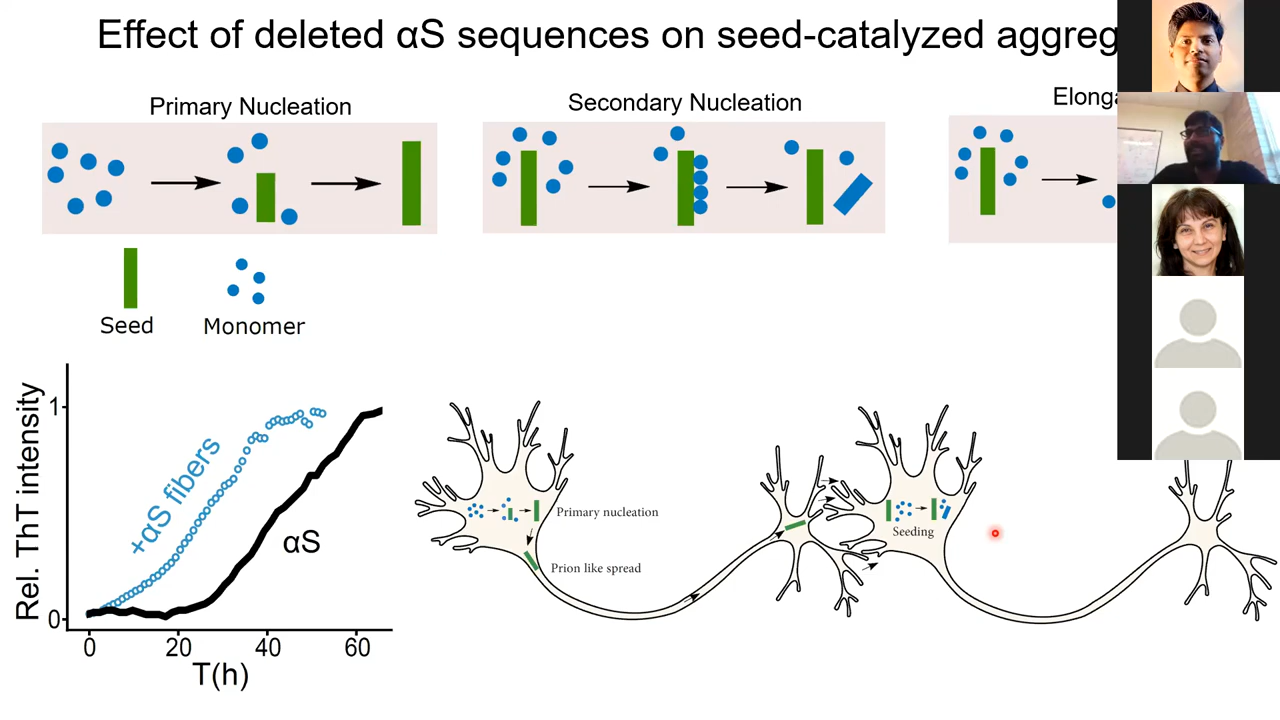 Effect of deleted αS sequences on seed-catalyzed aggreg
Primary Nucleation
Secondary Nucleation
Elonga
Seed
Monomer
Rel. ThT intensity
1
0
+αS fibers
αS
0 20 40 60
T(h)
Primary nucleation
Prion like spread
Seeding